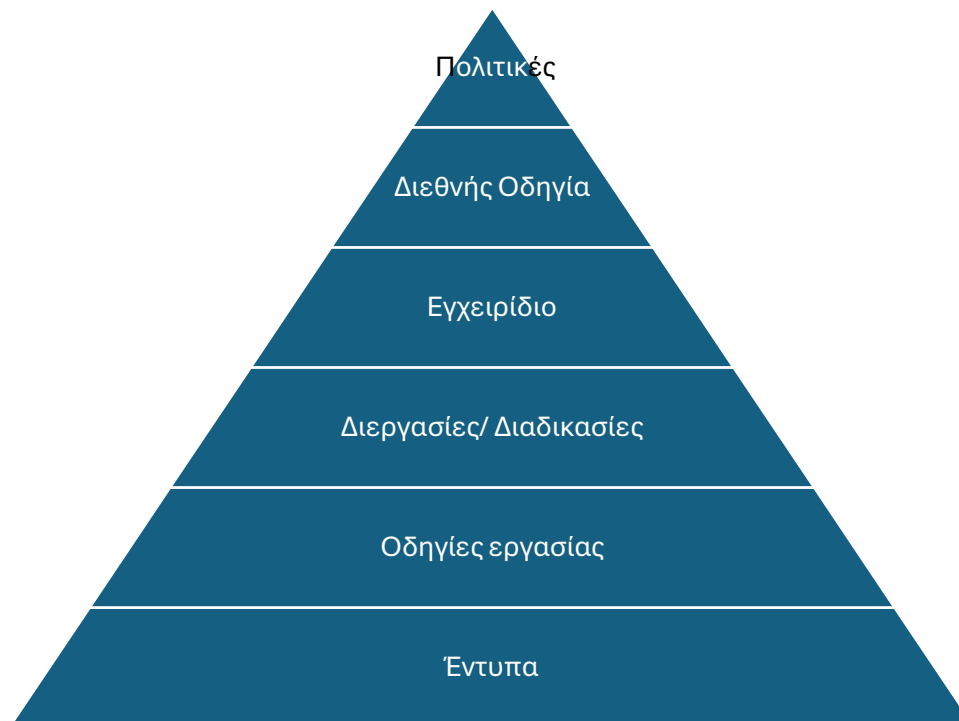 Πολιτικές
Διεθνής Οδηγία
Εγχειρίδιο
Διεργασίες/ Διαδικασίες
Οδηγίες εργασίας
Έντυπα